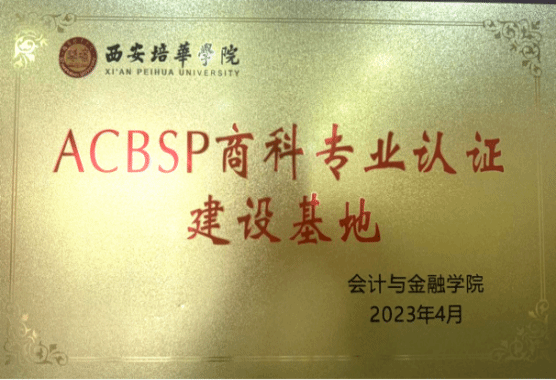 西安培華學院
XI'AN PEIHUA UNIVERSITY
ACBSP商科专业认证
建设基地
会计与金融学院
2023年4月